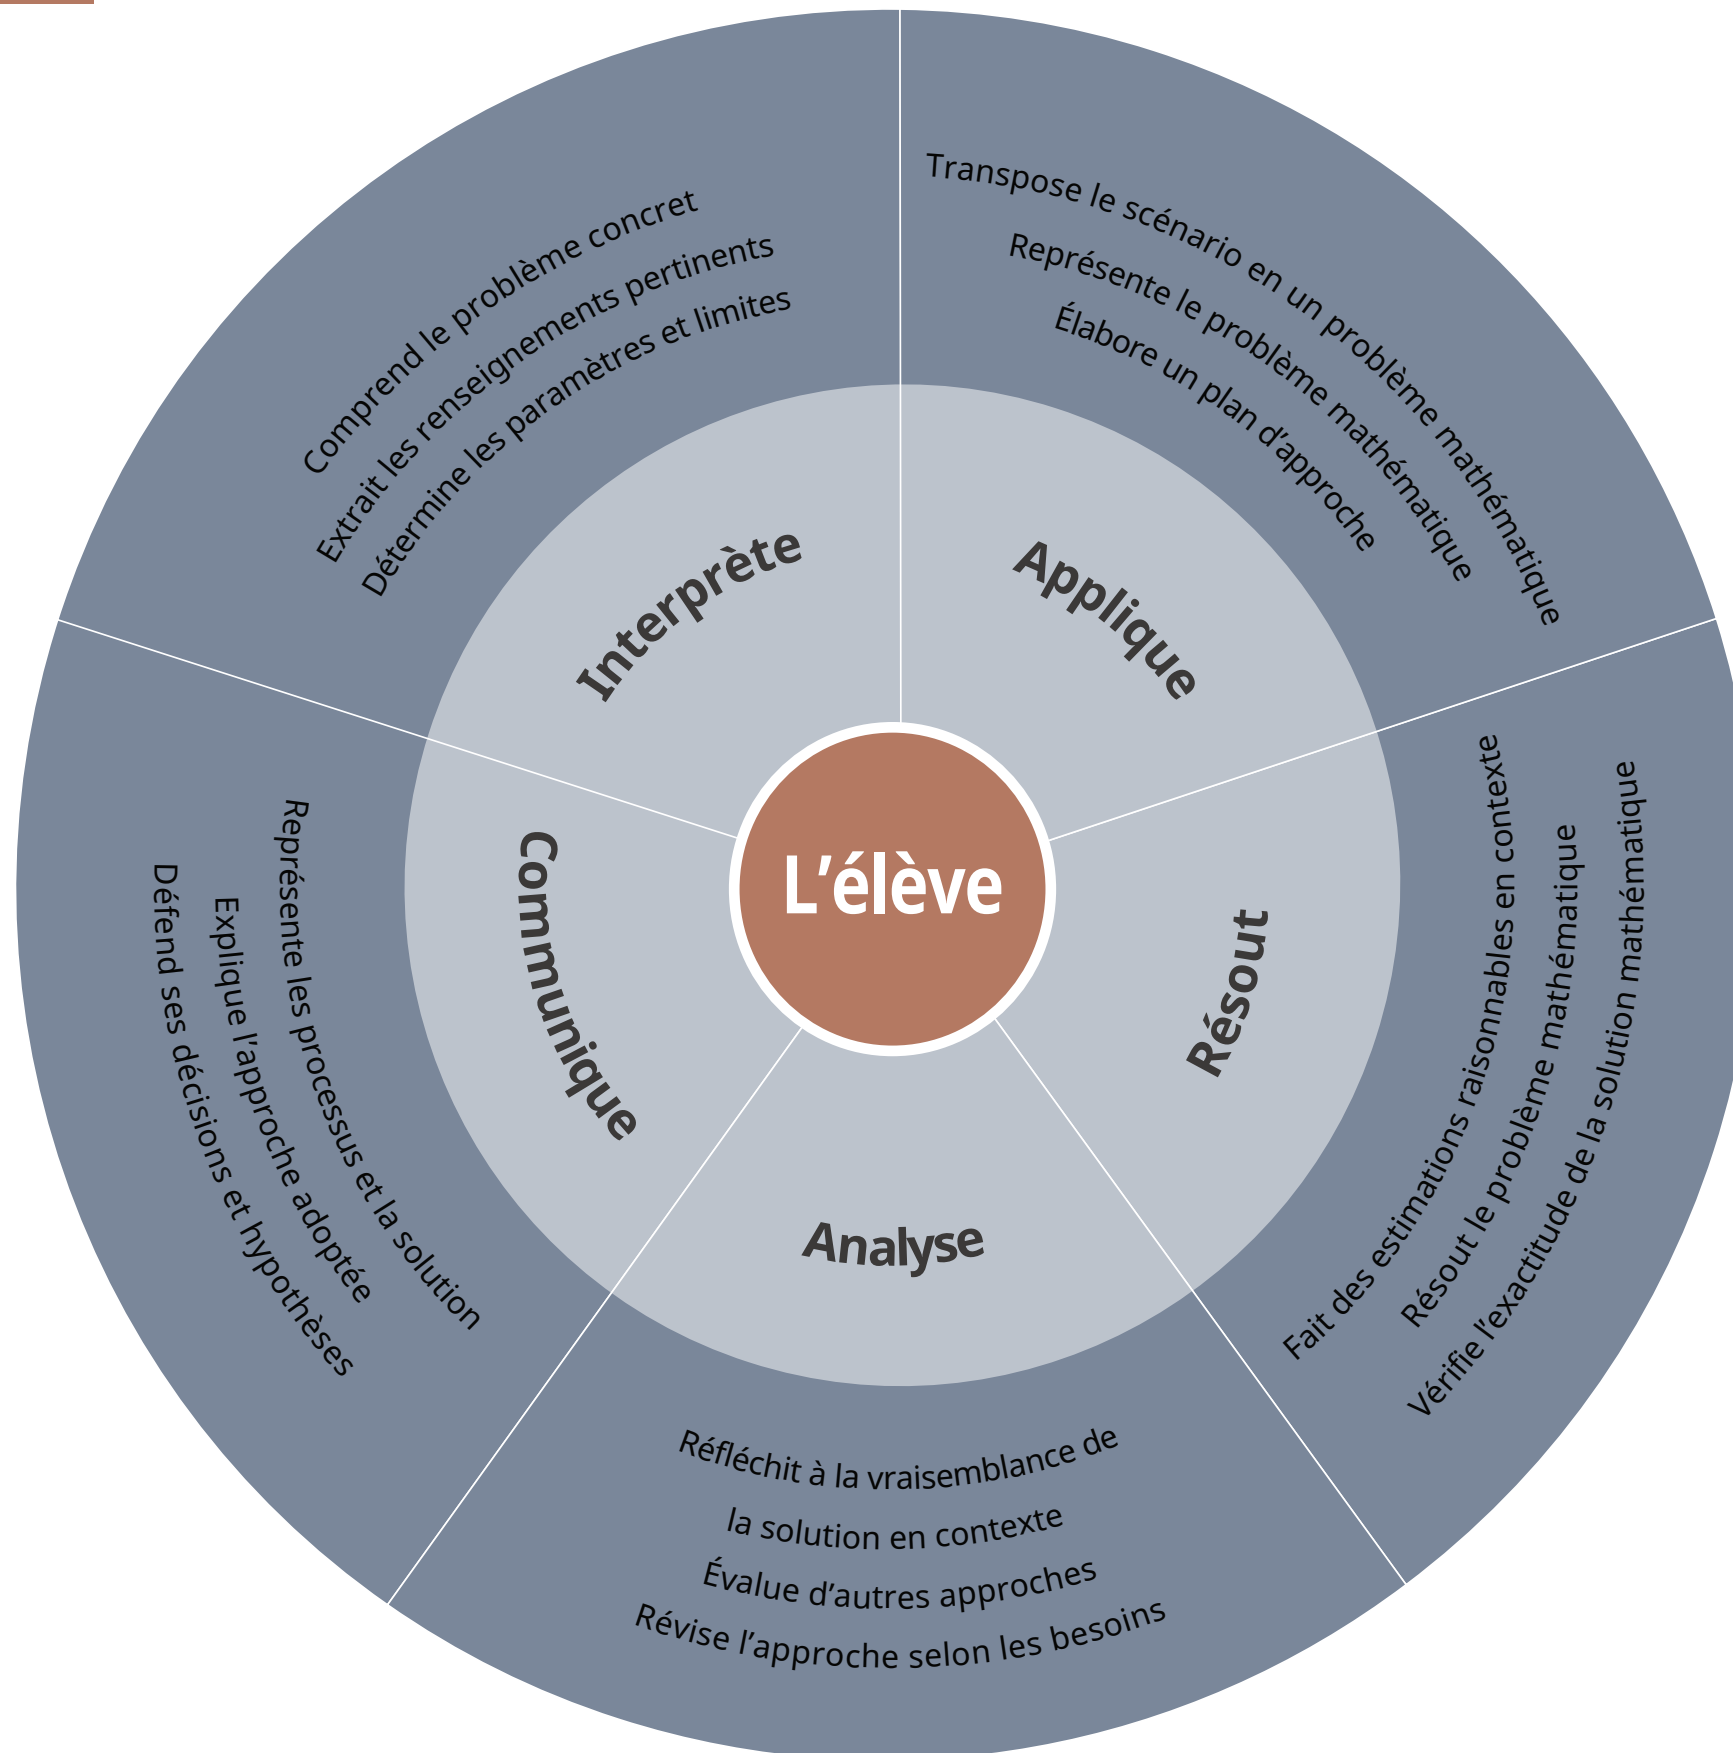 L'élève
Interprète
Comprend le problème concret
Extrait les renseignements pertinents
Détermine les paramètres et limites
Applique
Transpose le scénario en un problème mathématique
Représente le problème mathématique
Élabore un plan d'approche
Résout
Fait des estimations raisonnables en contexte
Résout le problème mathématique
Vérifie l'exactitude de la solution mathématique
Analyse
Réfléchit à la vraisemblance de
la solution en contexte
Évalue d'autres approches
Révise l'approche selon les besoins
Communique
Représente les processus et la solution
Explique l'approche adoptée
Défend ses décisions et hypothèses